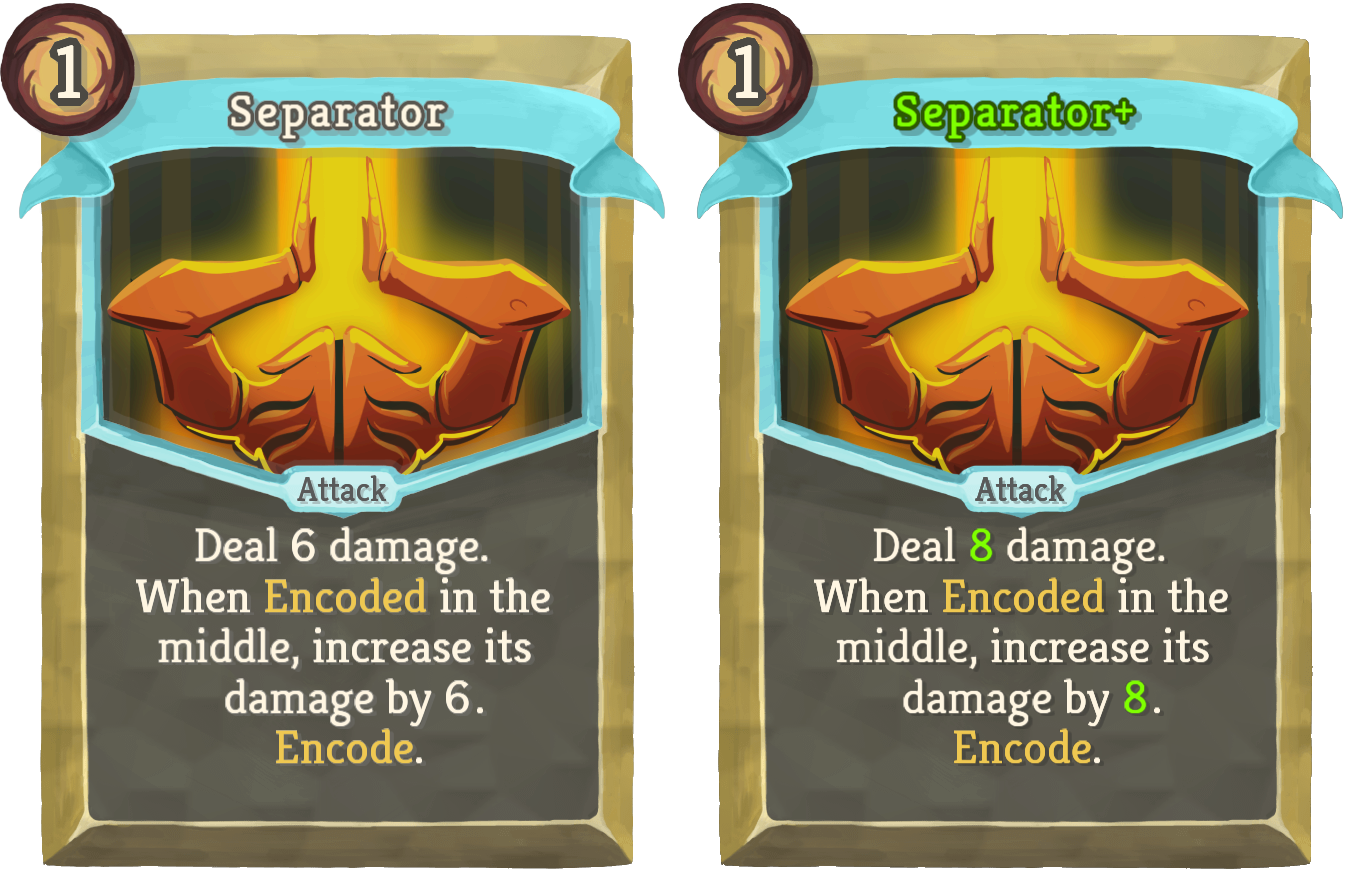 1
Separator
Attack
Deal 6 damage.
When Encoded in the
middle, increase its
damage by 6.
Encode.
1
Separator+
Attack
Deal 8 damage.
When Encoded in the
middle, increase its
damage by 8.
Encode.